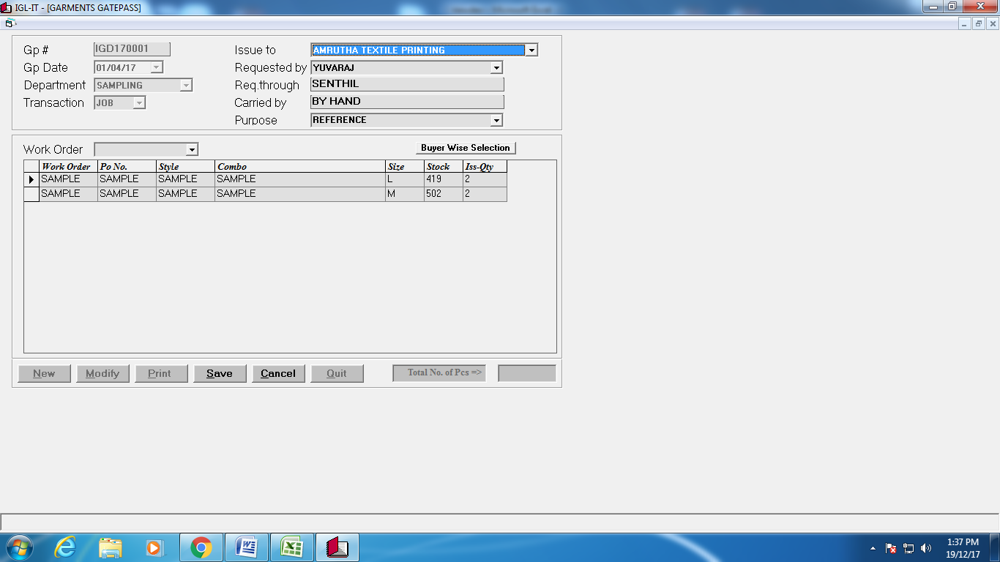 IGL-IT - [GARMENTS GATEPASS]
Gp # IGD170001 Issue to AMRUTHA TEXTILE PRINTING
Gp Date 01/04/17 Requested by YUVARAJ
Department SAMPLING Req.through SENTHIL
Transaction JOB Carried by BY HAND
Purpose REFERENCE
Work Order Buyer Wise Selection
Work Order Po No. Style Combo Size Stock Iss-Qty
SAMPLE SAMPLE SAMPLE SAMPLE L 419 2
SAMPLE SAMPLE SAMPLE SAMPLE M 502 2
New Modify Print Save Cancel Quit Total No. of Pcs =>
1:37 PM
19/12/17